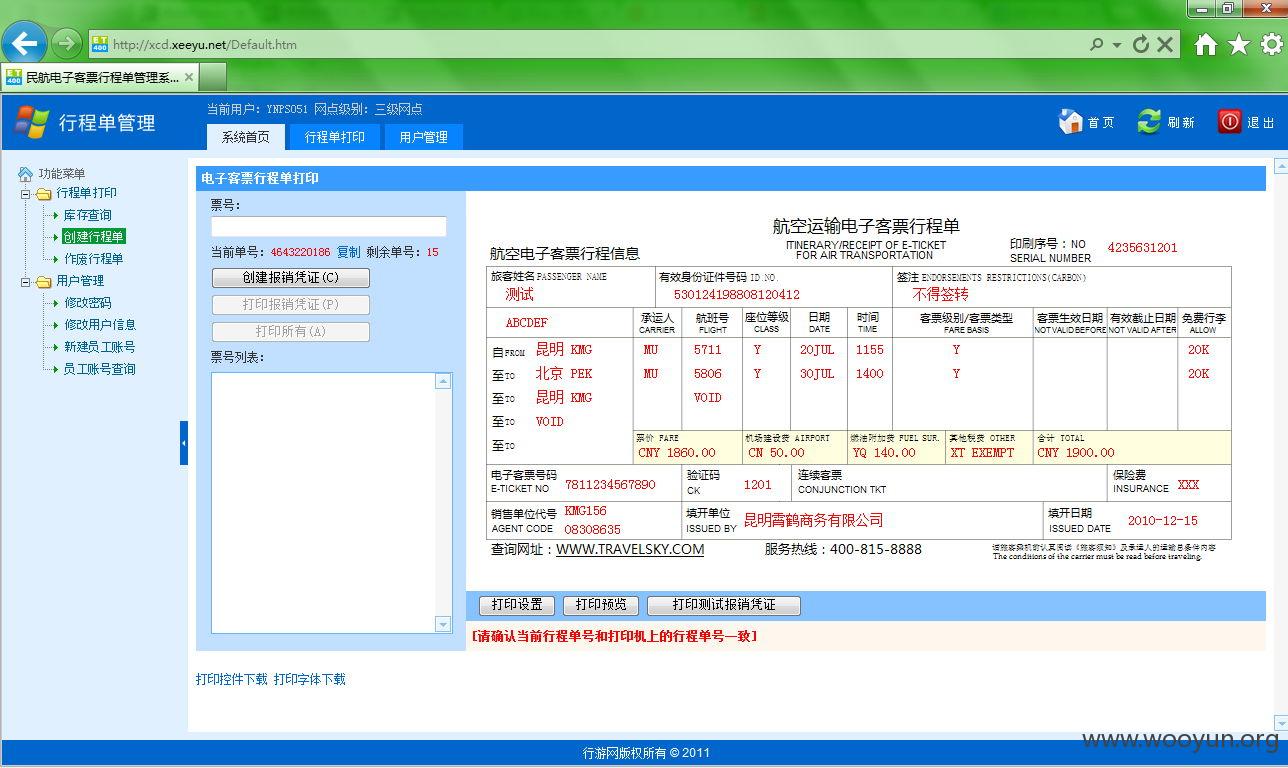 http://xcd.xeeyu.net/Default.htm
ET 400 民航电子客票行程单管理系...
行程单管理
当前用户：YNPS051 网点级别：三级网点
系统首页 行程单打印 用户管理
首页 刷新 退出
功能菜单
行程单打印
库存查询
创建行程单
作废行程单
用户管理
修改密码
修改用户信息
新建员工账号
员工账号查询
电子客票行程单打印
票号：
当前单号：4643220186 复制 剩余单号：15
创建报销凭证(C)
打印报销凭证(P)
打印所有(A)
票号列表：
航空运输电子客票行程单
ITINERARY/RECEIPT OF E-TICKET
FOR AIR TRANSPORTATION
航空电子客票行程信息
印刷序号：NO
SERIAL NUMBER
4235631201
旅客姓名 PASSENGER NAME 有效身份证件号码 ID.NO. 签注 ENDORSEMENTS RESTRICTIONS(CARBON)
测试 530124198808120412 不得签转
ABCDEF
承运人 航班号 座位等级 日期 时间 客票级别/客票类型 客票生效日期 有效截止日期 免费行李
CARRIER FLIGHT CLASS DATE TIME FARE BASIS NOT VALID BEFORE NOT VALID AFTER ALLOW
自FROM 昆明 KMG MU 5711 Y 20JUL 1155 Y 20K
至TO 北京 PEK MU 5806 Y 30JUL 1400 Y 20K
至TO 昆明 KMG VOID
至TO VOID
至TO
票价 FARE 机场建设费 AIRPORT 燃油附加费 FUEL SUR. 其他税费 OTHER 合计 TOTAL
CNY 1860.00 CN 50.00 YQ 140.00 XT EXEMPT CNY 1900.00
电子客票号码 验证码 连续客票 保险费
E-TICKET NO 7811234567890 CK 1201 CONJUNCTION TKT INSURANCE XXX
销售单位代号 KMG156 填开单位 昆明霄鹤商务有限公司 填开日期 2010-12-15
AGENT CODE 08308635 ISSUED BY ISSUED DATE
查询网址：WWW.TRAVELSKY.COM 服务热线：400-815-8888
请旅客乘机前认真阅读《旅客须知》及承运人的运输总条件内容
The conditions of the carrier must be read before traveling.
打印设置 打印预览 打印测试报销凭证
[请确认当前行程单号和打印机上的行程单号一致]
打印控件下载 打印字体下载
行游网版权所有 © 2011
www.wooyun.org